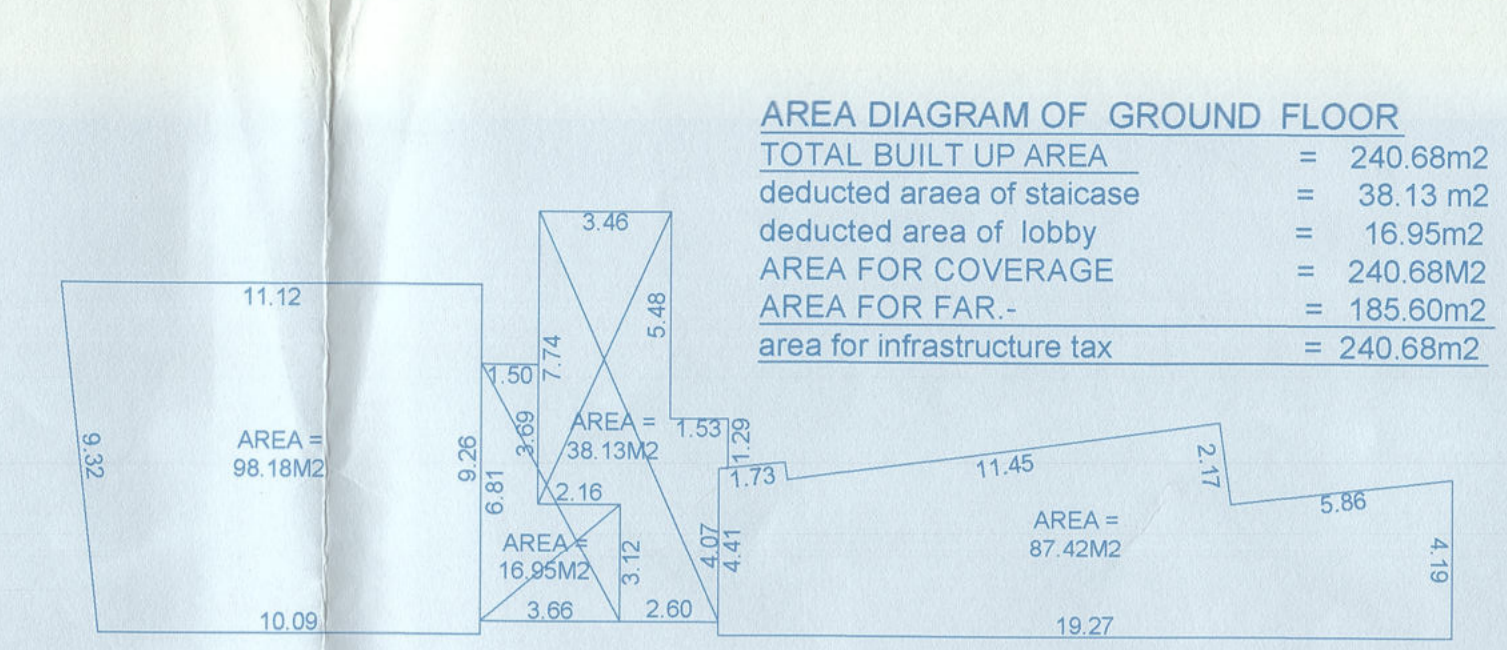 AREA DIAGRAM OF GROUND FLOOR
TOTAL BUILT UP AREA = 240.68m2
deducted araea of staicase = 38.13 m2
deducted area of lobby = 16.95m2
AREA FOR COVERAGE = 240.68M2
AREA FOR FAR.- = 185.60m2
area for infrastructure tax = 240.68m2
3.46
11.12
5.48
7.74
1.50
3.69
AREA =
38.13M2
1.53
1.29
9.32
AREA =
98.18M2
9.26
6.81
2.16
1.73
11.45
2.17
5.86
AREA =
16.95M2
3.12
4.07
4.41
AREA =
87.42M2
4.19
10.09
3.66
2.60
19.27